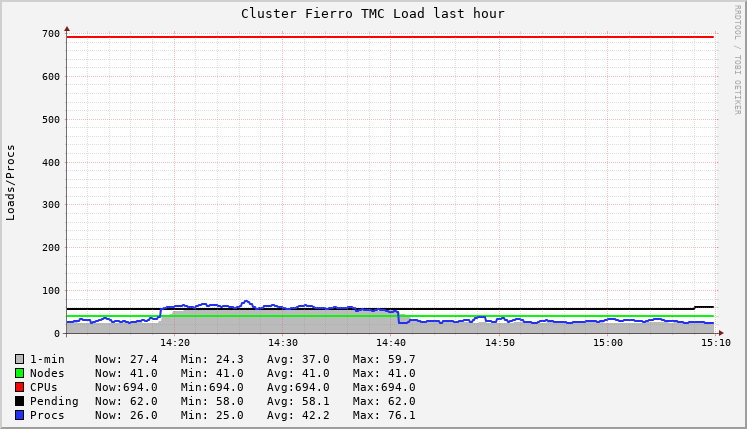 Cluster Fierro TMC Load last hour
RRDTOOL / TOBI OETIKER
Loads/Procs
700
600
500
400
300
200
100
0
14:20 14:30 14:40 14:50 15:00 15:10
1-min Now: 27.4 Min: 24.3 Avg: 37.0 Max: 59.7
Nodes Now: 41.0 Min: 41.0 Avg: 41.0 Max: 41.0
CPUs Now:694.0 Min:694.0 Avg:694.0 Max:694.0
Pending Now: 62.0 Min: 58.0 Avg: 58.1 Max: 62.0
Procs Now: 26.0 Min: 25.0 Avg: 42.2 Max: 76.1